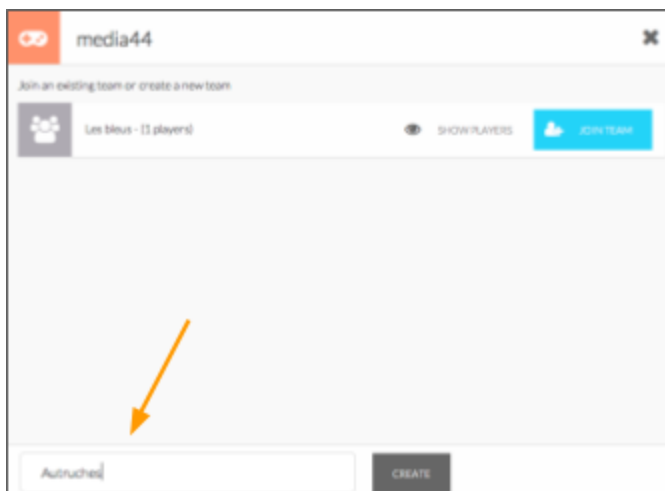 media44
Join an existing team or create a new team
Les bleus - (1 players)
SHOW PLAYERS
JOIN TEAM
Autruches
CREATE